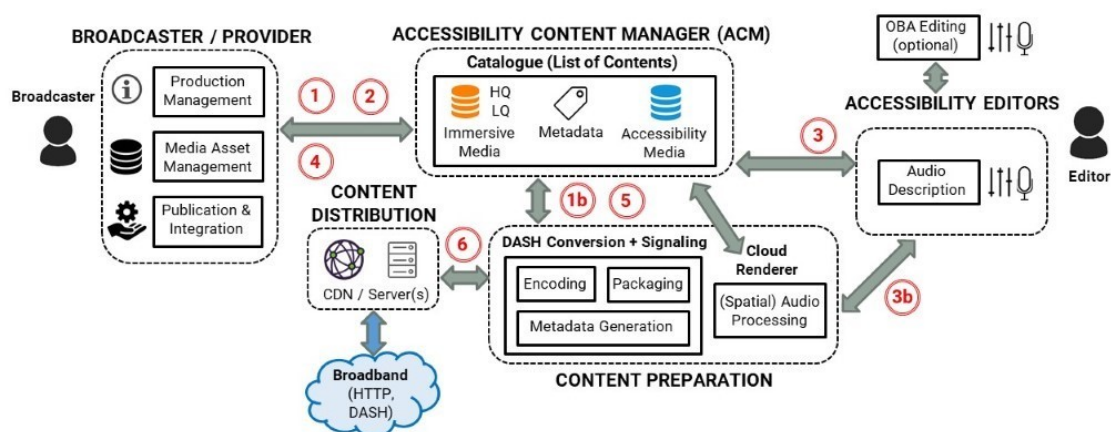 BROADCASTER / PROVIDER
Broadcaster
Production
Management
Media Asset
Management
Publication &
Integration
1
2
4
ACCESSIBILITY CONTENT MANAGER (ACM)
Catalogue (List of Contents)
HQ
LQ
Immersive
Media
Metadata
Accessibility
Media
OBA Editing
(optional)
ACCESSIBILITY EDITORS
3
Audio
Description
Editor
CONTENT
DISTRIBUTION
CDN / Server(s)
6
1b
5
DASH Conversion + Signaling
Encoding
Packaging
Metadata Generation
Cloud
Renderer
(Spatial) Audio
Processing
3b
CONTENT PREPARATION
Broadband
(HTTP,
DASH)